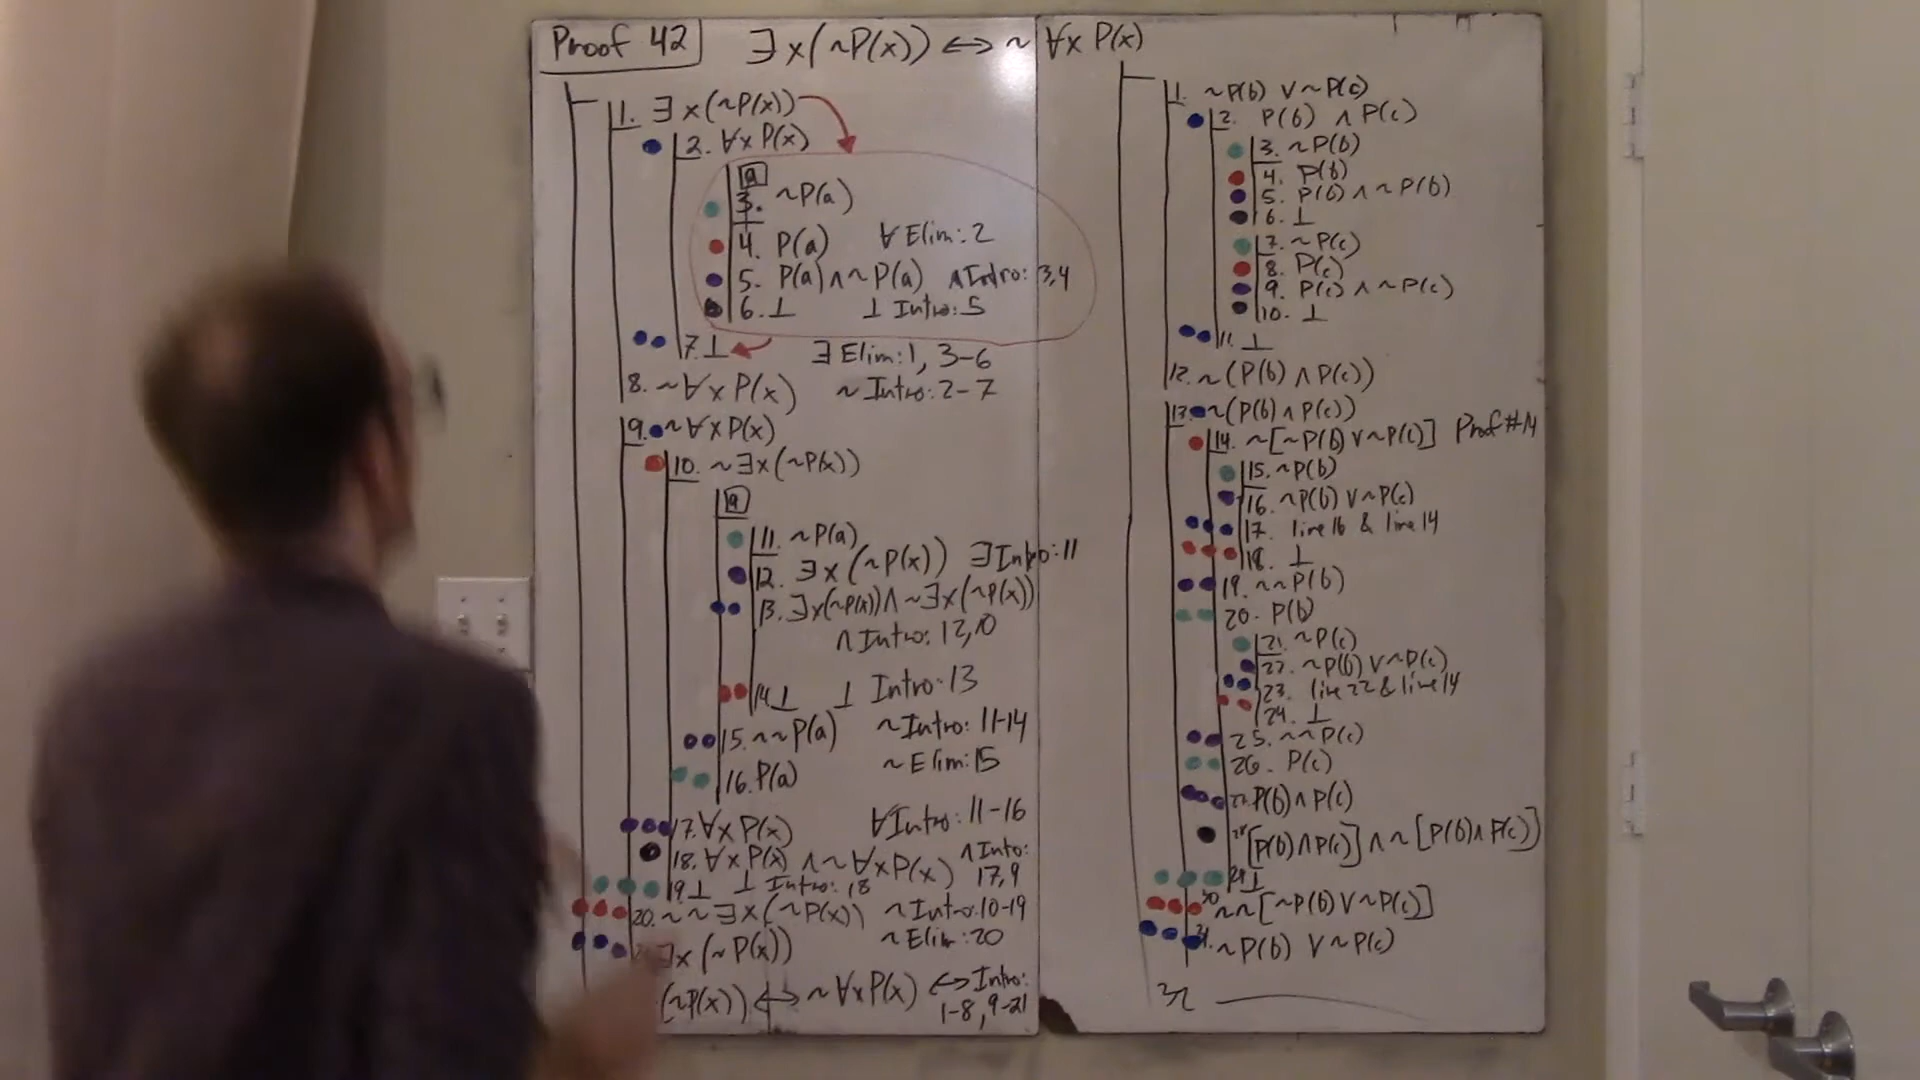 Proof 42
∃x(~P(x)) ↔ ~∀x P(x)
1. ∃x(~P(x))
2. ∀x P(x)
a
3. ~P(a)
4. P(a) ∀ Elim: 2
5. P(a) ∧ ~P(a) ∧ Intro: 3,4
6. ⊥ ⊥ Intro: 5
7. ⊥ ∃ Elim: 1, 3-6
8. ~∀x P(x) ~ Intro: 2-7
9. ~∀x P(x)
10. ~∃x(~P(x))
a
11. ~P(a)
12. ∃x(~P(x)) ∃ Intro: 11
13. ∃x(~P(x)) ∧ ~∃x(~P(x))
∧ Intro: 12,10
14. ⊥ ⊥ Intro: 13
15. ~~P(a) ~Intro: 11-14
16. P(a) ~Elim: 15
17. ∀x P(x) ∀Intro: 11-16
18. ∀x P(x) ∧ ~∀x P(x) ∧ Into: 17,9
19. ⊥ ⊥ Intro: 18
20. ~~∃x(~P(x)) ~Intro: 10-19
∃x(~P(x)) ~Elim: 20
(~P(x)) ↔ ~∀x P(x) ↔ Intro:
1-8, 9-21
1. ~P(b) ∨ ~P(c)
2. P(b) ∧ P(c)
3. ~P(b)
4. P(b)
5. P(b) ∧ ~P(b)
6. ⊥
7. ~P(c)
8. P(c)
9. P(c) ∧ ~P(c)
10. ⊥
11. ⊥
12. ~(P(b) ∧ P(c))
13. ~(P(b) ∧ P(c))
14. ~[~P(b) ∨ ~P(c)] Proof #14
15. ~P(b)
16. ~P(b) ∨ ~P(c)
17. line 16 & line 14
18. ⊥
19. ~~P(b)
20. P(b)
21. ~P(c)
22. ~P(b) ∨ ~P(c)
23. line 22 & line 14
24. ⊥
25. ~~P(c)
26. P(c)
27. P(b) ∧ P(c)
28. [P(b) ∧ P(c)] ∧ ~[P(b) ∧ P(c)]
29. ⊥
30. ~~[~P(b) ∨ ~P(c)]
31. ~P(b) ∨ ~P(c)
32